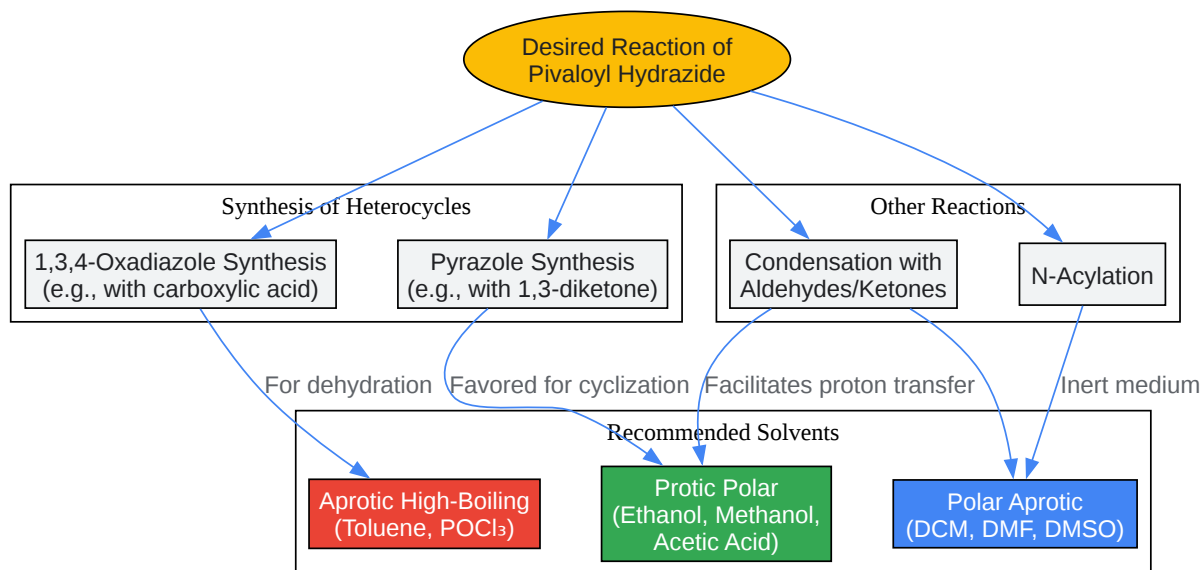 Desired Reaction of
Pivaloyl Hydrazide
Synthesis of Heterocycles
Other Reactions
1,3,4-Oxadiazole Synthesis
(e.g., with carboxylic acid)
Pyrazole Synthesis
(e.g., with 1,3-diketone)
Condensation with
Aldehydes/Ketones
N-Acylation
For dehydration
Favored for cyclization
Facilitates proton transfer
Inert medium
Recommended Solvents
Aprotic High-Boiling
(Toluene, POCl₃)
Protic Polar
(Ethanol, Methanol,
Acetic Acid)
Polar Aprotic
(DCM, DMF, DMSO)